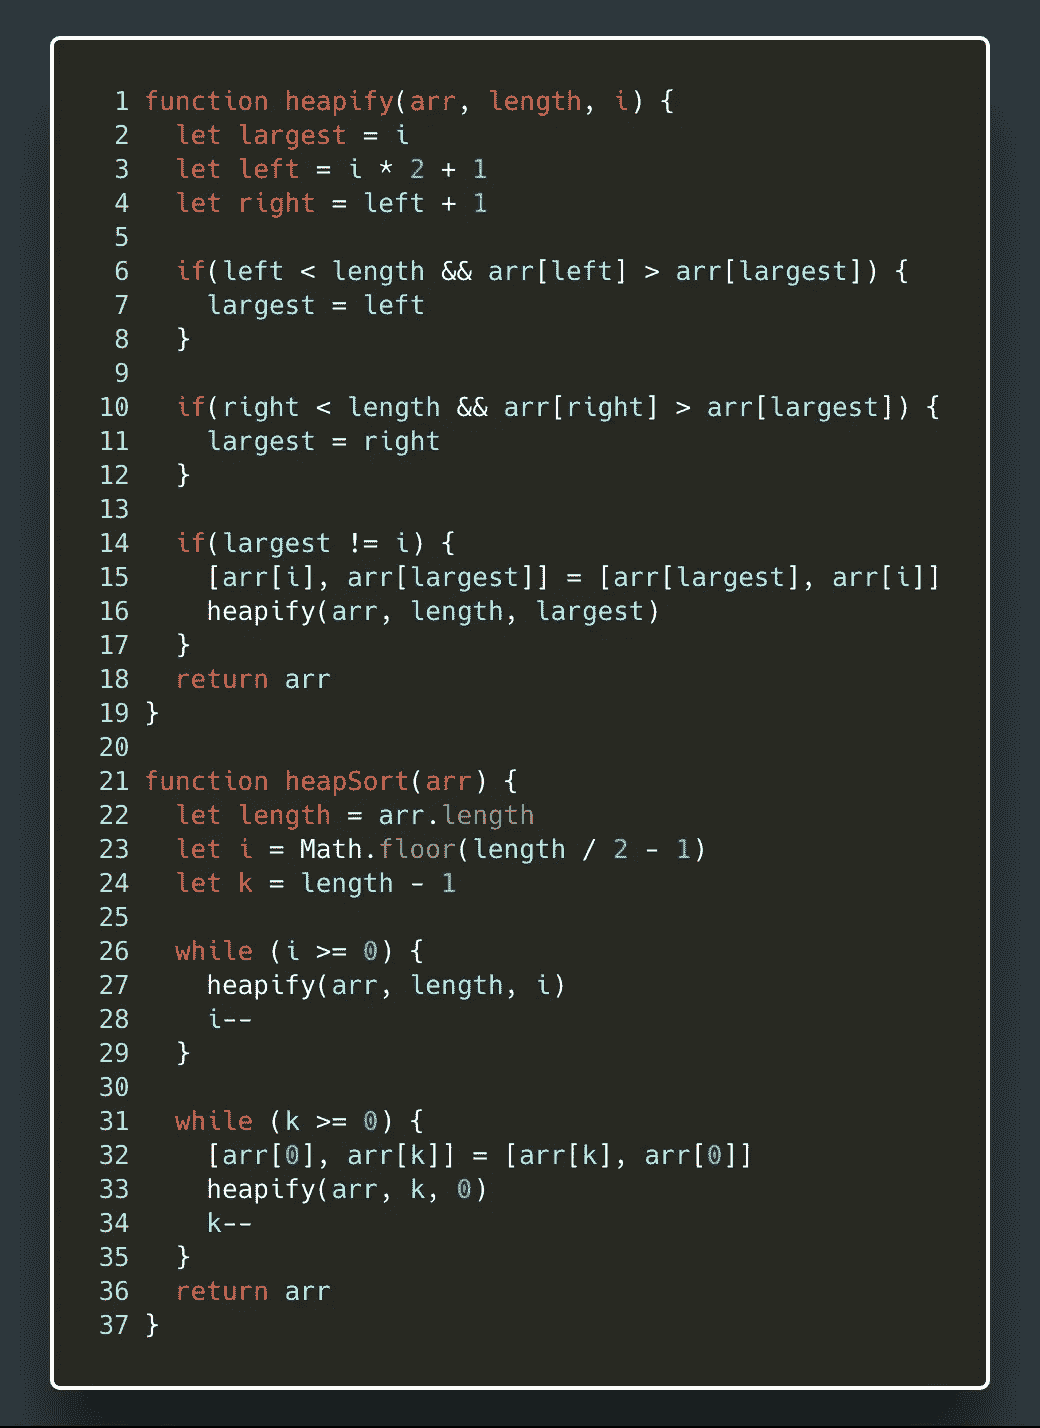 1 function heapify(arr, length, i) {
2   let largest = i
3   let left = i * 2 + 1
4   let right = left + 1
5
6   if(left < length && arr[left] > arr[largest]) {
7     largest = left
8   }
9
10   if(right < length && arr[right] > arr[largest]) {
11     largest = right
12   }
13
14   if(largest != i) {
15     [arr[i], arr[largest]] = [arr[largest], arr[i]]
16     heapify(arr, length, largest)
17   }
18   return arr
19 }
20
21 function heapSort(arr) {
22   let length = arr.length
23   let i = Math.floor(length / 2 - 1)
24   let k = length - 1
25
26   while (i >= 0) {
27     heapify(arr, length, i)
28     i--
29   }
30
31   while (k >= 0) {
32     [arr[0], arr[k]] = [arr[k], arr[0]]
33     heapify(arr, k, 0)
34     k--
35   }
36   return arr
37 }